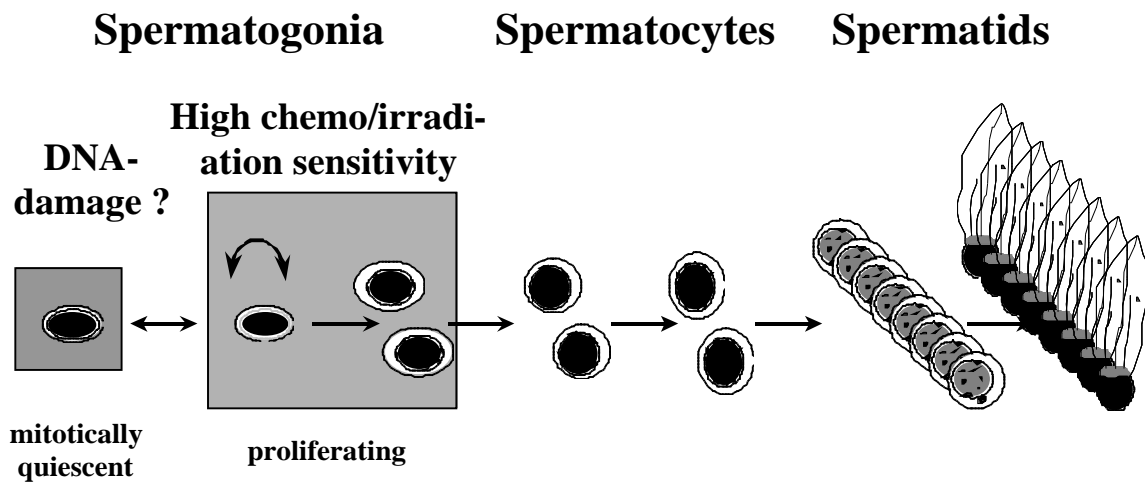 Spermatogonia
Spermatocytes
Spermatids
High chemo/irradi-
ation sensitivity
DNA-
damage ?
mitotically
quiescent
proliferating